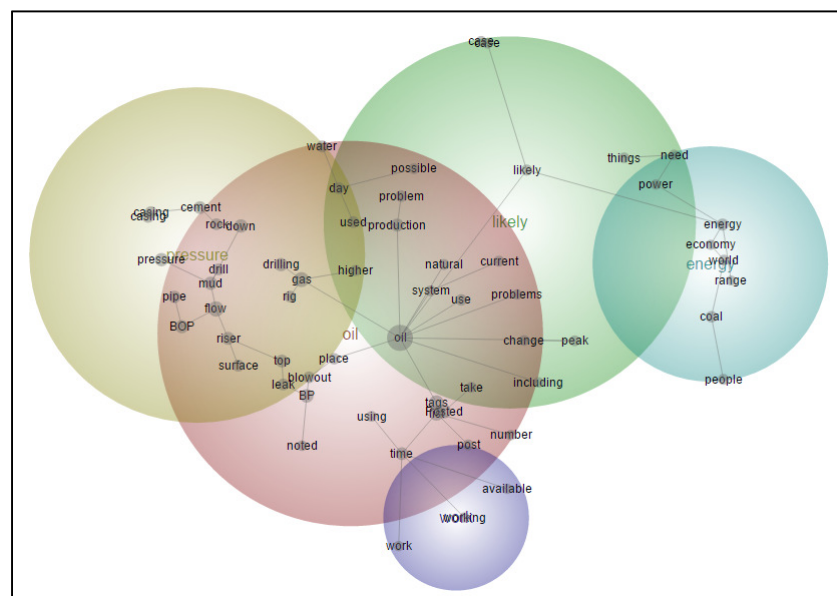 case
case
water
possible
likely
things
need
power
day
problem
casing
casing
cement
rock
down
used
production
likely
energy
economy
world
energy
range
pressure
pressure
drill
mud
drilling
gas
higher
rig
natural
current
system
use
problems
pipe
flow
BOP
riser
surface
oil
oil
change
peak
coal
people
top
leak
place
blowout
BP
including
take
tags
Posted
using
number
post
noted
time
available
working
work